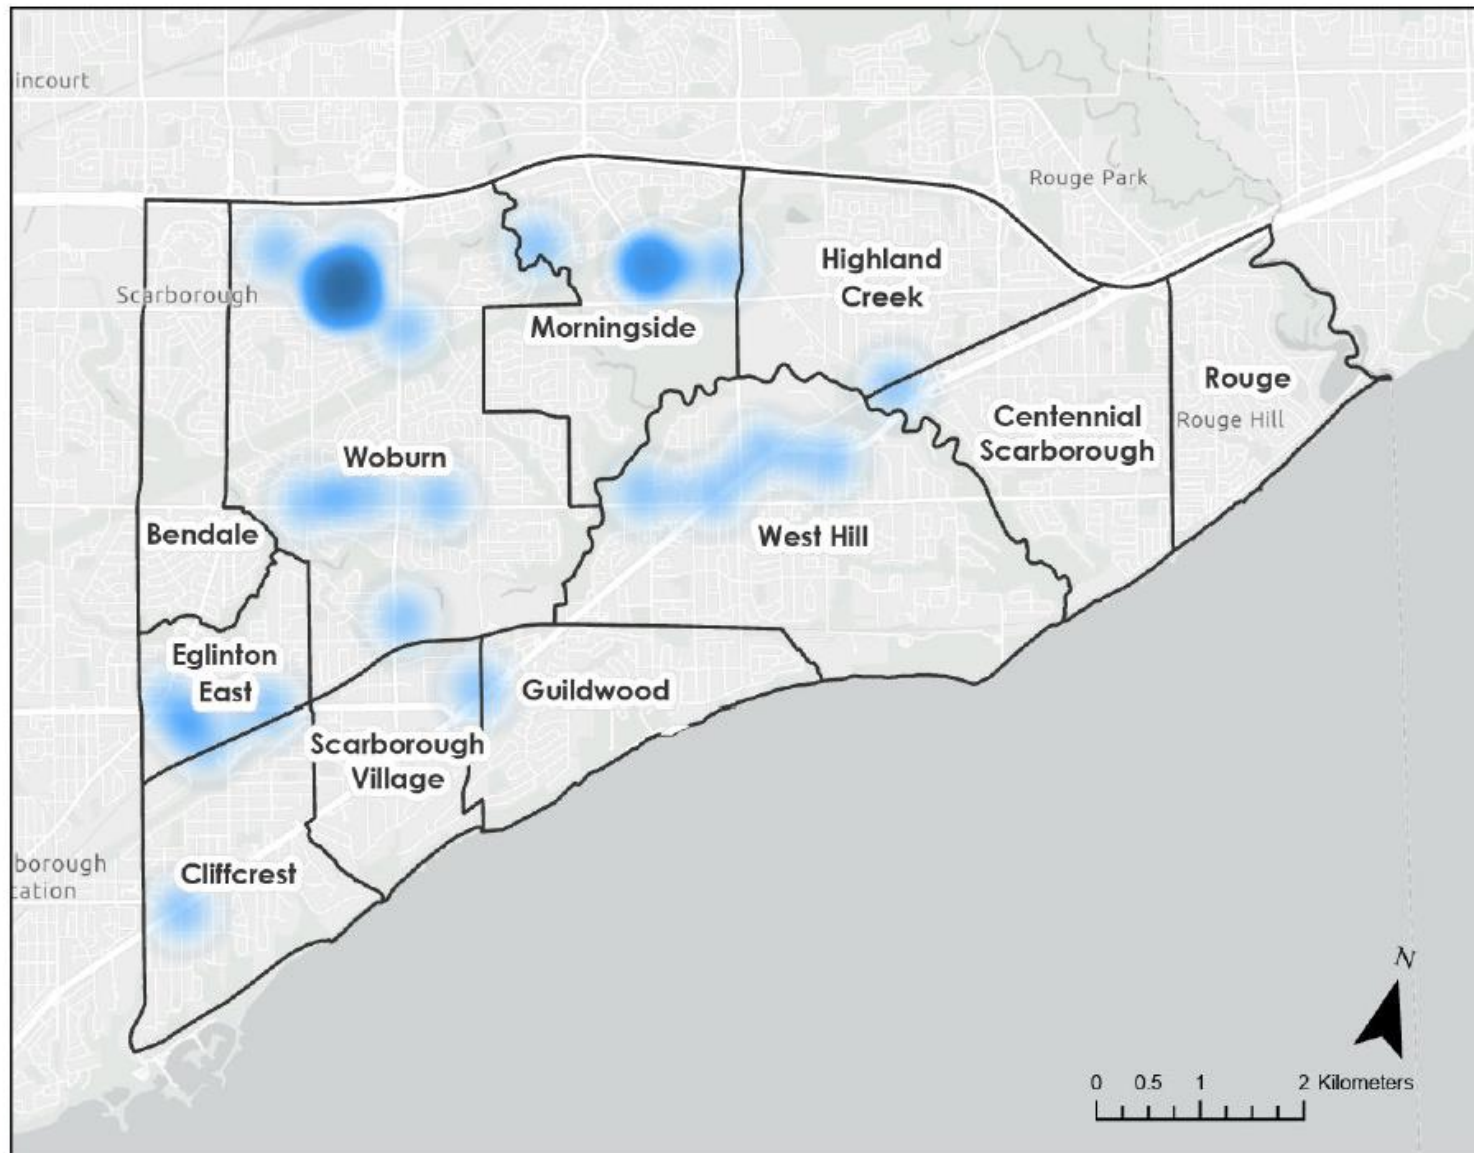 incourt
Rouge Park
Highland
Creek
Scarborough
Morningside
Rouge
Centennial
Scarborough
Rouge Hill
Woburn
Bendale
West Hill
Eglinton
East
Guildwood
Scarborough
Village
borough
Cliffcrest
cation
N
0 0.5 1 2 Kilometers